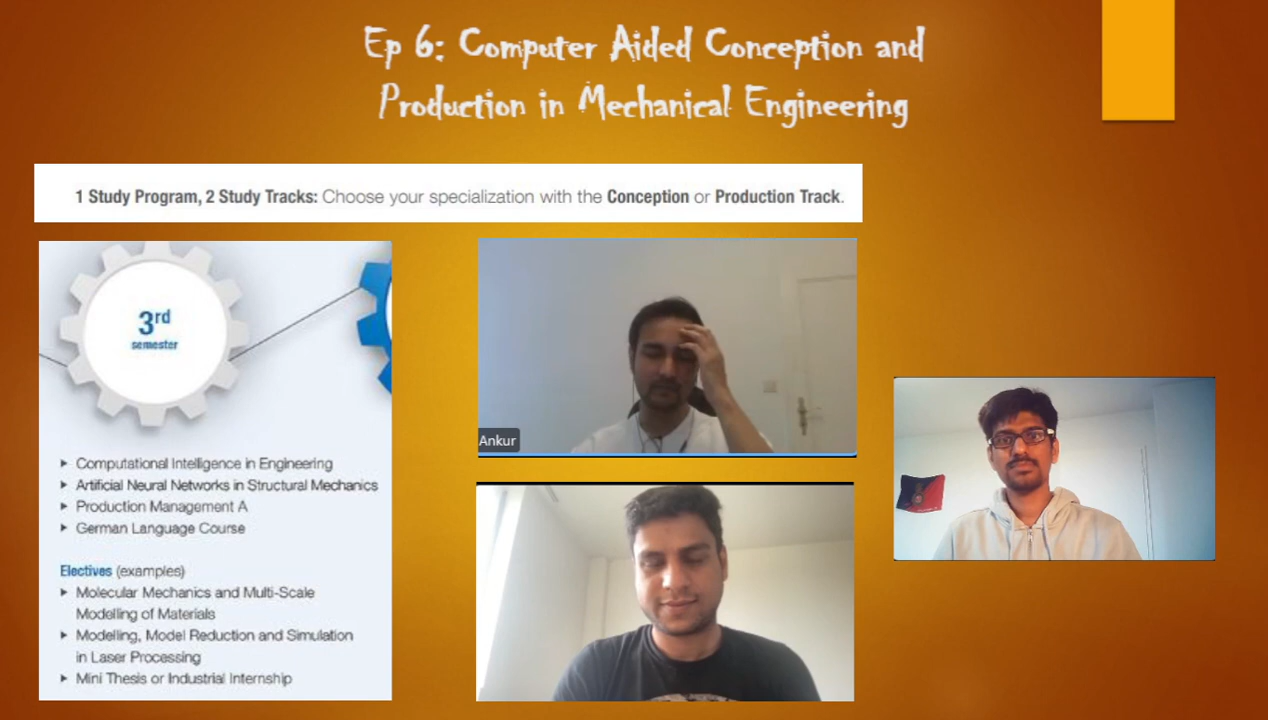 Ep 6: Computer Aided Conception and
Production in Mechanical Engineering
1 Study Program, 2 Study Tracks: Choose your specialization with the Conception or Production Track.
3rd
semester
▸ Computational Intelligence in Engineering
▸ Artificial Neural Networks in Structural Mechanics
▸ Production Management A
▸ German Language Course
Electives (examples)
▸ Molecular Mechanics and Multi-Scale
Modelling of Materials
▸ Modelling, Model Reduction and Simulation
in Laser Processing
▸ Mini Thesis or Industrial Internship
Ankur